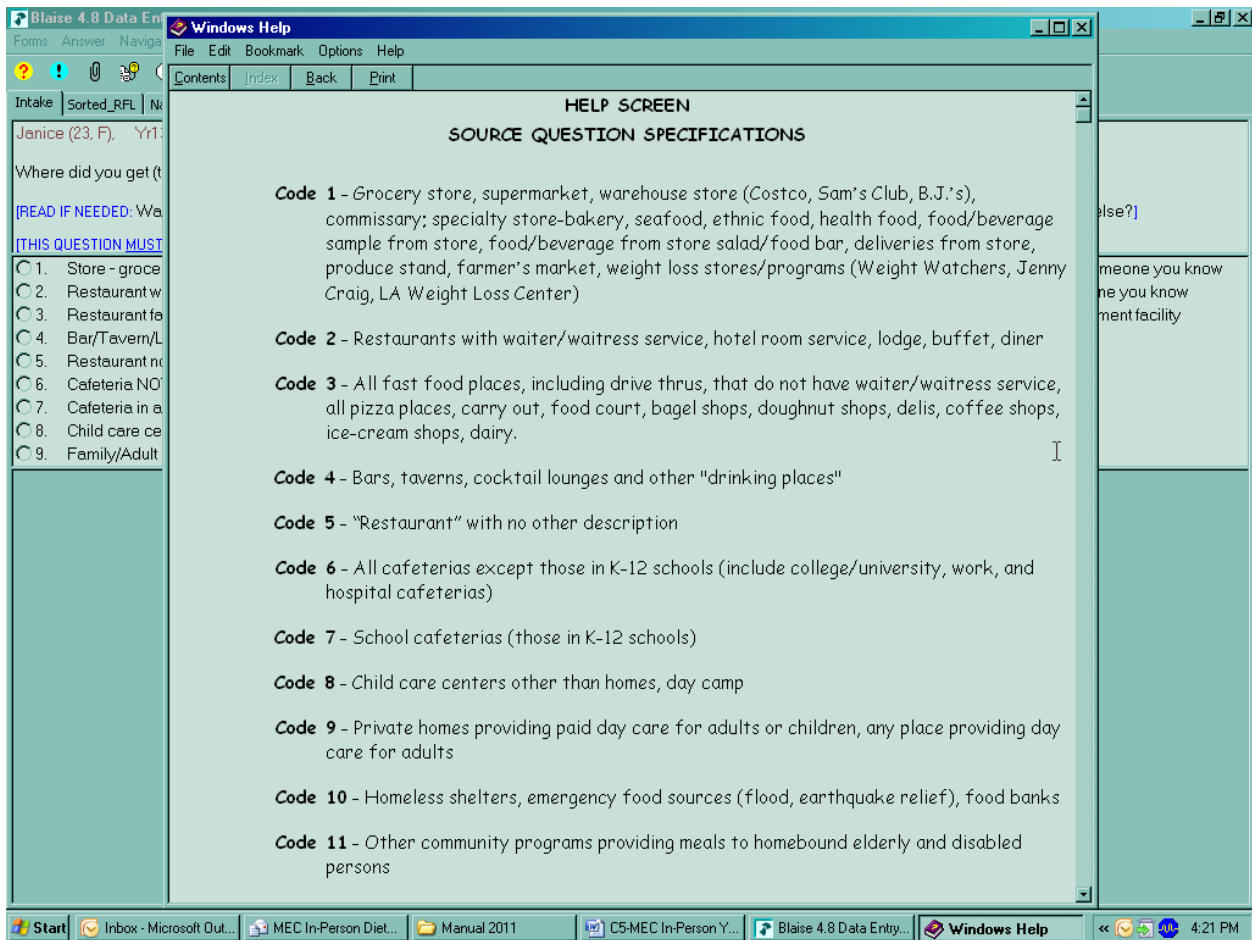 Blaise 4.8 Data En
Forms Answer Naviga
Intake Sorted_RFL Na
Janice (23, F), Yr13
Where did you get (t
[READ IF NEEDED: Wa
else?]
[THIS QUESTION MUST
1. Store - groce
meone you know
2. Restaurant w
ne you know
3. Restaurant fa
ment facility
4. Bar/Tavern/L
5. Restaurant no
6. Cafeteria NOT
7. Cafeteria in a
8. Child care ce
9. Family/Adult
Windows Help
File Edit Bookmark Options Help
Contents Index Back Print
HELP SCREEN
SOURCE QUESTION SPECIFICATIONS
Code 1 - Grocery store, supermarket, warehouse store (Costco, Sam's Club, B.J.'s),
commissary; specialty store-bakery, seafood, ethnic food, health food, food/beverage
sample from store, food/beverage from store salad/food bar, deliveries from store,
produce stand, farmer's market, weight loss stores/programs (Weight Watchers, Jenny
Craig, LA Weight Loss Center)
Code 2 - Restaurants with waiter/waitress service, hotel room service, lodge, buffet, diner
Code 3 - All fast food places, including drive thrus, that do not have waiter/waitress service,
all pizza places, carry out, food court, bagel shops, doughnut shops, delis, coffee shops,
ice-cream shops, dairy.
Code 4 - Bars, taverns, cocktail lounges and other "drinking places"
Code 5 - "Restaurant" with no other description
Code 6 - All cafeterias except those in K-12 schools (include college/university, work, and
hospital cafeterias)
Code 7 - School cafeterias (those in K-12 schools)
Code 8 - Child care centers other than homes, day camp
Code 9 - Private homes providing paid day care for adults or children, any place providing day
care for adults
Code 10 - Homeless shelters, emergency food sources (flood, earthquake relief), food banks
Code 11 - Other community programs providing meals to homebound elderly and disabled
persons
Start Inbox - Microsoft Out... MEC In-Person Diet... Manual 2011 C5-MEC In-Person Y... Blaise 4.8 Data Entry... Windows Help « 4:21 PM